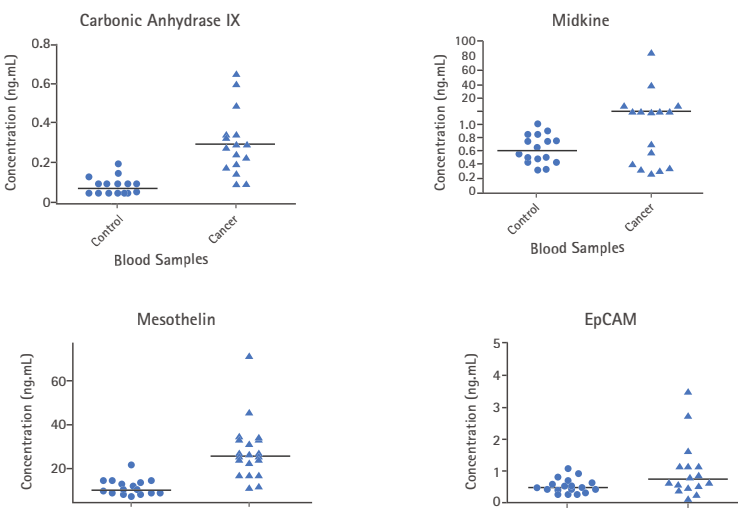 Carbonic Anhydrase IX
Concentration (ng.mL)
0.8
0.6
0.4
0.2
0
Control
Cancer
Blood Samples
Midkine
Concentration (ng.mL)
100
80
60
40
20
1.0
0.8
0.6
0.4
0.2
0
Control
Cancer
Blood Samples
Mesothelin
Concentration (ng.mL)
60
40
20
EpCAM
Concentration (ng.mL)
5
4
3
2
1
0